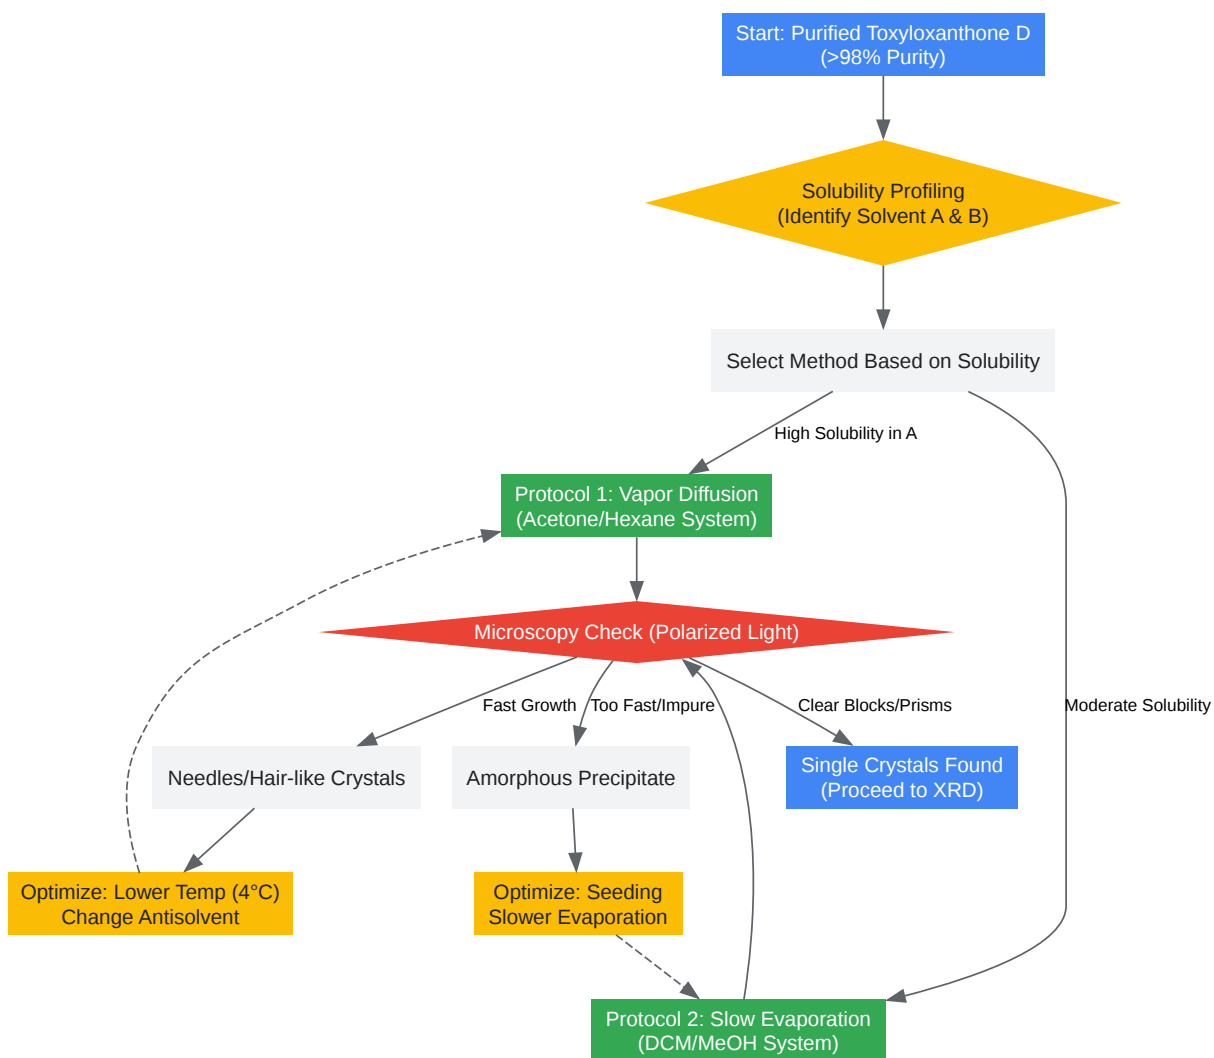 Start: Purified Toxyloxanthone D
(>98% Purity)
Solubility Profiling
(Identify Solvent A & B)
Select Method Based on Solubility
High Solubility in A
Protocol 1: Vapor Diffusion
(Acetone/Hexane System)
Microscopy Check (Polarized Light)
Fast Growth
Too Fast/Impure
Clear Blocks/Prisms
Moderate Solubility
Needles/Hair-like Crystals
Amorphous Precipitate
Single Crystals Found
(Proceed to XRD)
Optimize: Lower Temp (4°C)
Change Antisolvent
Optimize: Seeding
Slower Evaporation
Protocol 2: Slow Evaporation
(DCM/MeOH System)